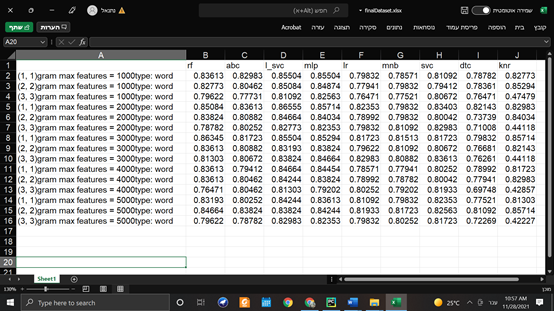 שמירה אוטומטית finalDataset.xlsx חיפוש (Alt+א) נתנאל
קובץ בית הוספה פריסת עמוד נוסחאות נתונים סקירה תצוגה עזרה Acrobat הערות שתף
A20 fx
A B C D E F G H I J
1 rf abc l_svc mlp lr mnb svc dtc knr
2 (1, 1)gram max features = 1000type: word 0.83613 0.82983 0.85504 0.85504 0.79832 0.78571 0.81092 0.78782 0.82773
3 (2, 2)gram max features = 1000type: word 0.82773 0.80462 0.85084 0.84874 0.77941 0.79832 0.79412 0.78361 0.85294
4 (3, 3)gram max features = 1000type: word 0.79622 0.77731 0.81092 0.82563 0.76471 0.77521 0.80672 0.76471 0.47479
5 (1, 1)gram max features = 2000type: word 0.85084 0.83613 0.86555 0.85714 0.82353 0.79832 0.83403 0.82143 0.82983
6 (2, 2)gram max features = 2000type: word 0.83824 0.80882 0.84664 0.84034 0.78992 0.79832 0.80042 0.73739 0.84034
7 (3, 3)gram max features = 2000type: word 0.78782 0.80252 0.82773 0.82353 0.79832 0.81092 0.82983 0.71008 0.44118
8 (1, 1)gram max features = 3000type: word 0.86345 0.81723 0.85504 0.85294 0.81723 0.81513 0.81723 0.79832 0.85714
9 (2, 2)gram max features = 3000type: word 0.83613 0.80882 0.83193 0.83824 0.79622 0.81092 0.80672 0.76681 0.82143
10 (3, 3)gram max features = 3000type: word 0.81303 0.80672 0.83824 0.84664 0.82983 0.80882 0.83613 0.76261 0.44118
11 (1, 1)gram max features = 4000type: word 0.83613 0.79412 0.84664 0.84454 0.78571 0.77941 0.80252 0.78992 0.81723
12 (2, 2)gram max features = 4000type: word 0.83613 0.80462 0.84244 0.83824 0.78992 0.78782 0.80042 0.77941 0.82983
13 (3, 3)gram max features = 4000type: word 0.76471 0.80462 0.81303 0.79202 0.80252 0.79202 0.81933 0.69748 0.42857
14 (1, 1)gram max features = 5000type: word 0.83193 0.80252 0.84244 0.83613 0.81092 0.79832 0.82353 0.77521 0.81303
15 (2, 2)gram max features = 5000type: word 0.84664 0.83824 0.83824 0.84244 0.81933 0.81723 0.82563 0.81092 0.85714
16 (3, 3)gram max features = 5000type: word 0.79622 0.78782 0.82983 0.82353 0.79832 0.80252 0.81723 0.72269 0.42227
17
18
19
20
21
Sheet1
130% מוכן
Type here to search 25°C עבר 10:57 AM
11/28/2021